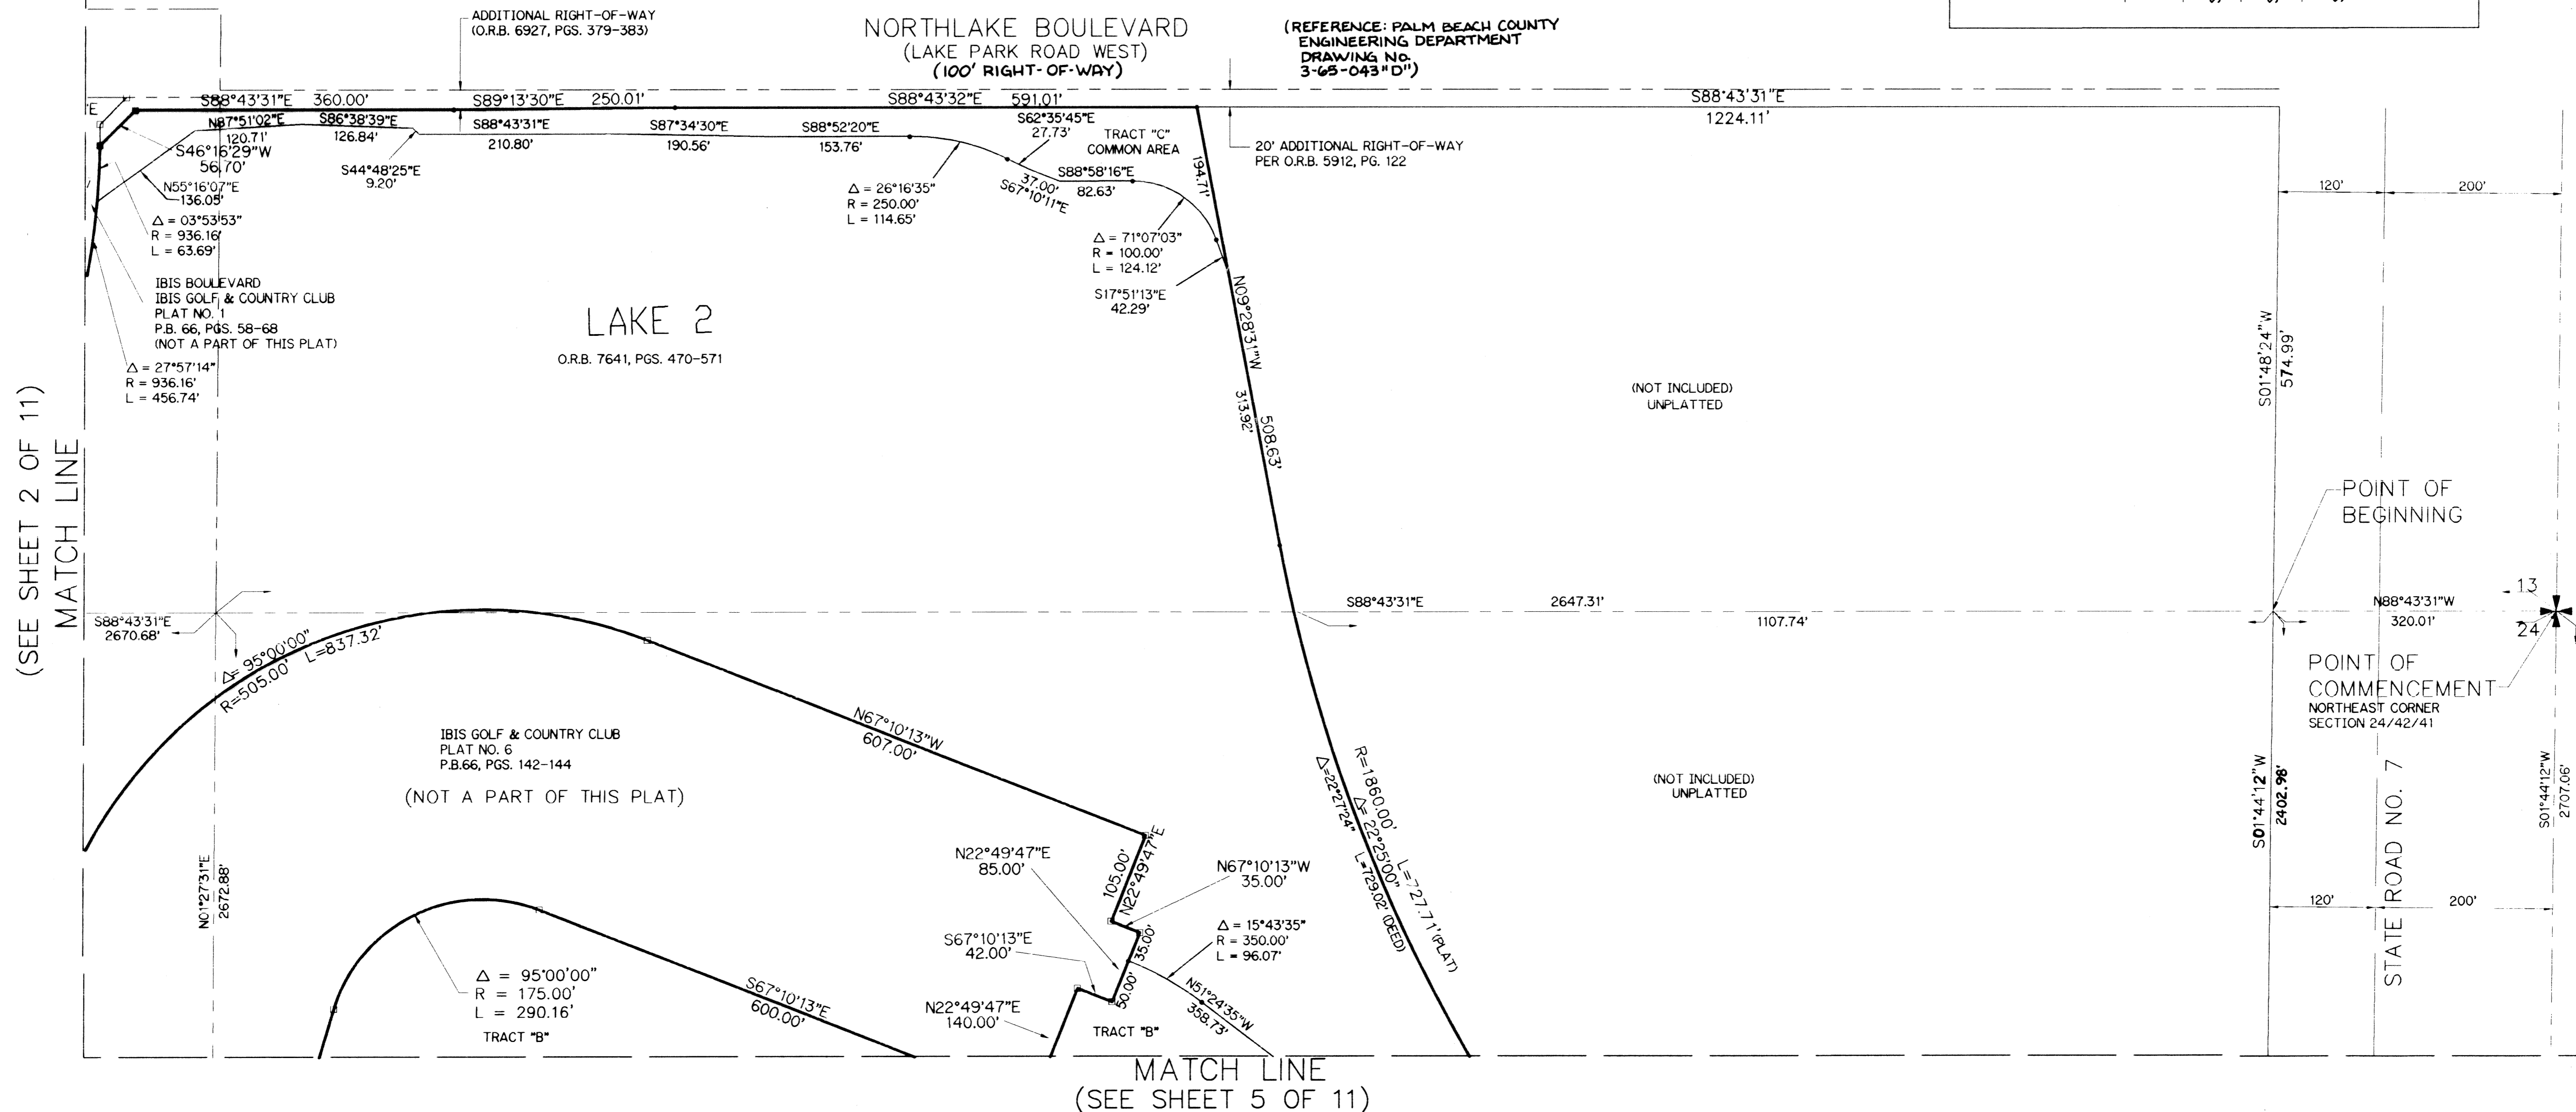 ADDITIONAL RIGHT-OF-WAY
(O.R.B. 6927, PGS. 379-383)
NORTHLAKE BOULEVARD
(LAKE PARK ROAD WEST)
(100' RIGHT-OF-WAY)
(REFERENCE: PALM BEACH COUNTY
ENGINEERING DEPARTMENT
DRAWING No.
3-65-043"D")
'E
S88°43'31"E 360.00'
S89°13'30"E 250.01'
S88°43'32"E 591.01'
S88°43'31"E
1224.11'
N87°51'02"E
120.71'
S86°38'39"E
126.84'
S88°43'31"E
210.80'
S87°34'30"E
190.56'
S88°52'20"E
153.76'
S62°35'45"E
27.73'
TRACT "C"
COMMON AREA
20' ADDITIONAL RIGHT-OF-WAY
PER O.R.B. 5912, PG. 122
S46°16'29"W
56.70'
S44°48'25"E
9.20'
N55°16'07"E
136.05'
Δ = 26°16'35"
R = 250.00'
L = 114.65'
37.00'
S67°10'11"E
S88°58'16"E
82.63'
194.71'
120'
200'
Δ = 03°53'53"
R = 936.16'
L = 63.69'
Δ = 71°07'03"
R = 100.00'
L = 124.12'
S17°51'13"E
42.29'
IBIS BOULEVARD
IBIS GOLF & COUNTRY CLUB
PLAT NO. 1
P.B. 66, PGS. 58-68
(NOT A PART OF THIS PLAT)
Δ = 27°57'14"
R = 936.16'
L = 456.74'
LAKE 2
O.R.B. 7641, PGS. 470-571
N09°28'31"W
313.92'
508.63'
(NOT INCLUDED)
UNPLATTED
S01°48'24"W
574.99'
(SEE SHEET 2 OF 11)
MATCH LINE
POINT OF
BEGINNING
S88°43'31"E
2670.68'
S88°43'31"E 2647.31'
1107.74'
N88°43'31"W
320.01'
13
24
POINT OF
COMMENCEMENT
NORTHEAST CORNER
SECTION 24/42/41
Δ= 95°00'00"
R=505.00' L=837.32'
N67°10'13"W
607.00'
IBIS GOLF & COUNTRY CLUB
PLAT NO. 6
P.B.66, PGS. 142-144
(NOT A PART OF THIS PLAT)
R=1860.00'
Δ= 22°25'00"
L=727.71' (PLAT)
Δ=22°27'24"
L=729.02' (DEED)
(NOT INCLUDED)
UNPLATTED
S01°44'12"W
2402.98'
STATE ROAD NO. 7
S01°44'12"W
2707.06'
N01°27'31"E
2672.88'
105.00'
N22°49'47"E
N22°49'47"E
85.00'
N67°10'13"W
35.00'
S67°10'13"E
42.00'
35.00'
Δ = 15°43'35"
R = 350.00'
L = 96.07'
120'
200'
Δ = 95°00'00"
R = 175.00'
L = 290.16'
TRACT "B"
S67°10'13"E
600.00'
N22°49'47"E
140.00'
50.00'
TRACT "B"
N51°24'35"W
358.73'
MATCH LINE
(SEE SHEET 5 OF 11)